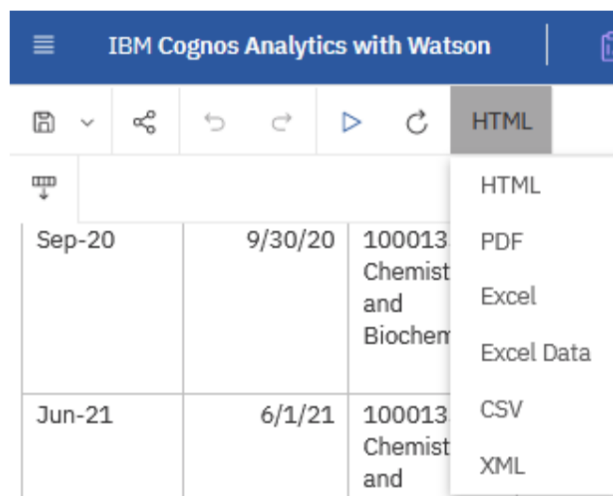 IBM Cognos Analytics with Watson
HTML
HTML
PDF
Excel
Excel Data
CSV
XML
Sep-20 9/30/20 100013
Chemist
and
Biochem
Jun-21 6/1/21 100013
Chemist
and